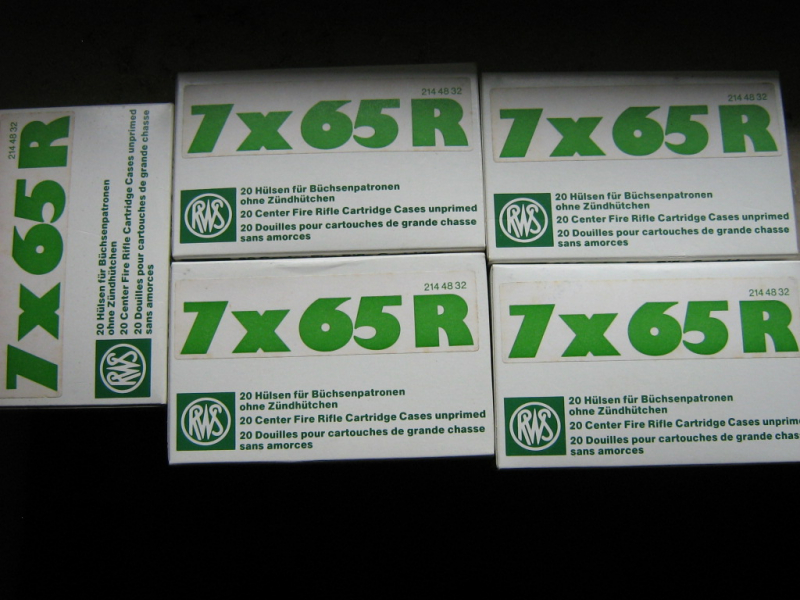 214 48 32
7x65R
RWS
20 Hülsen für Büchsenpatronen
ohne Zündhütchen
20 Center Fire Rifle Cartridge Cases unprimed
20 Douilles pour cartouches de grande chasse
sans amorces
214 48 32
7x65R
RWS
20 Hülsen für Büchsenpatronen
ohne Zündhütchen
20 Center Fire Rifle Cartridge Cases unprimed
20 Douilles pour cartouches de grande chasse
sans amorces
214 48 32
7x65R
RWS
20 Hülsen für Büchsenpatronen
ohne Zündhütchen
20 Center Fire Rifle Cartridge Cases unprimed
20 Douilles pour cartouches de grande chasse
sans amorces
214 48 32
7x65R
RWS
20 Hülsen für Büchsenpatronen
ohne Zündhütchen
20 Center Fire Rifle Cartridge Cases unprimed
20 Douilles pour cartouches de grande chasse
sans amorces
214 48 32
7x65R
RWS
20 Hülsen für Büchsenpatronen
ohne Zündhütchen
20 Center Fire Rifle Cartridge Cases unprime
20 Douilles pour cartouches de grande chass
sans amorces